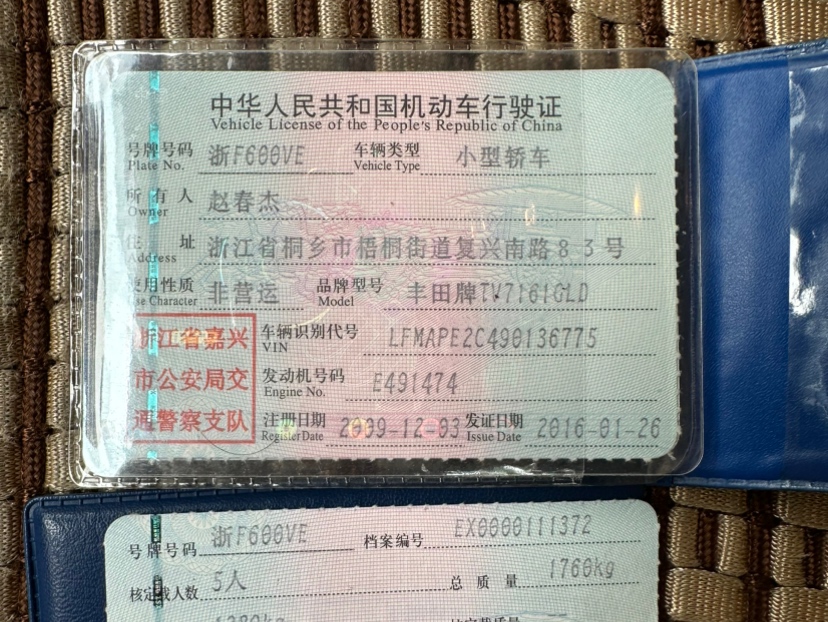 中华人民共和国机动车行驶证
Vehicle License of the People's Republic of China
号牌号码 浙F600VE 车辆类型 小型轿车
Plate No. Vehicle Type
所有人 赵春杰
Owner
住址 浙江省桐乡市梧桐街道复兴南路83号
Address
使用性质 非营运 品牌型号 丰田牌TV7161GLD
Use Character Model
浙江省嘉兴 车辆识别代号 LFMAPE2C490136775
VIN
市公安局交 发动机号码 E491474
Engine No.
通警察支队 注册日期 2009-12-03 发证日期 2016-01-26
Register Date Issue Date
号牌号码 浙F600VE 档案编号 EX0000111372
核定载人数 5人 总质量 1760kg